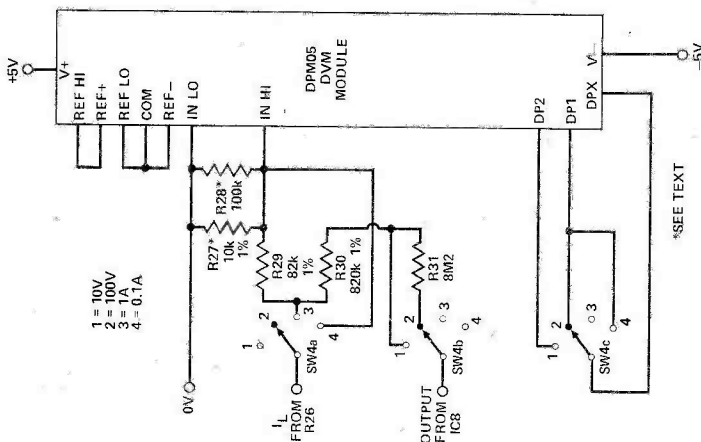 +5V
V+
REF HI
REF+
REF LO
COM
REF−
IN LO
IN HI
DPM05
DVM
MODULE
DP2
DP1
DPX
V−
−5V
R28*
100k
R27*
10k
1%
R29
82k
1%
R30
820k 1%
R31
8M2
1 = 10V
2 = 100V
3 = 1A
4 = 0.1A
1
2
3
4
SW4a
1
2
3
4
SW4b
1
2
3
4
SW4c
*SEE TEXT
0V
IL
FROM
R26
OUTPUT
FROM
IC8